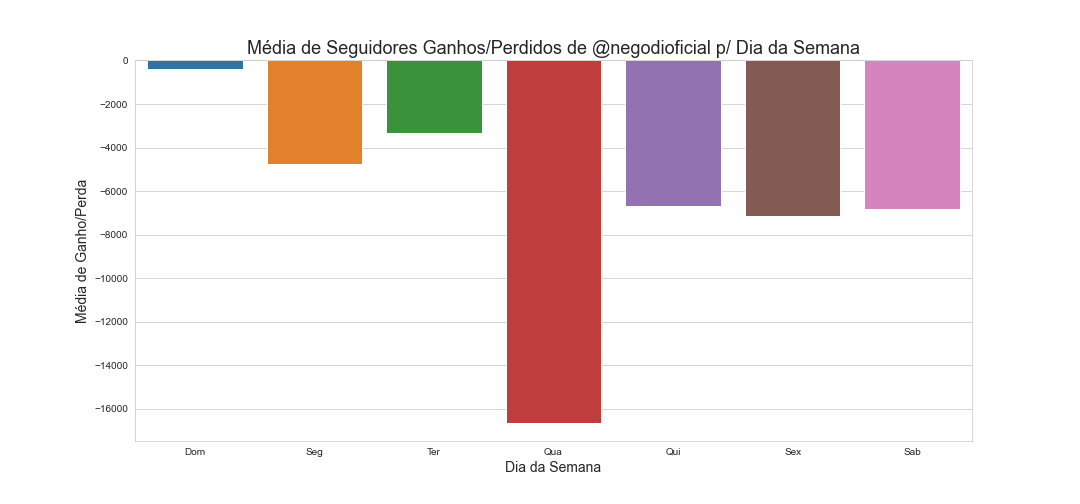 Média de Seguidores Ganhos/Perdidos de @negodioficial p/ Dia da Semana
Média de Ganho/Perda
0
−2000
−4000
−6000
−8000
−10000
−12000
−14000
−16000
Dom Seg Ter Qua Qui Sex Sab
Dia da Semana